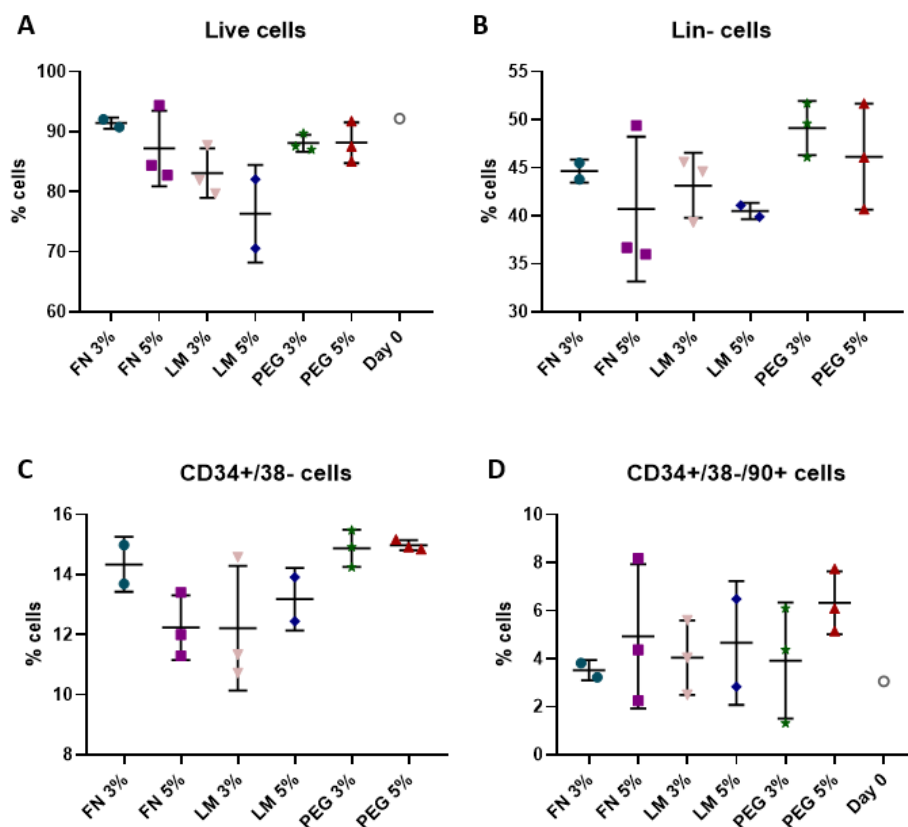 A
Live cells
% cells
100
90
80
70
60
FN 3%
FN 5%
LM 3%
LM 5%
PEG 3%
PEG 5%
Day 0
B
Lin- cells
% cells
55
50
45
40
35
30
FN 3%
FN 5%
LM 3%
LM 5%
PEG 3%
PEG 5%
C
CD34+/38- cells
% cells
16
14
12
10
8
FN 3%
FN 5%
LM 3%
LM 5%
PEG 3%
PEG 5%
D
CD34+/38-/90+ cells
% cells
10
8
6
4
2
0
FN 3%
FN 5%
LM 3%
LM 5%
PEG 3%
PEG 5%
Day 0